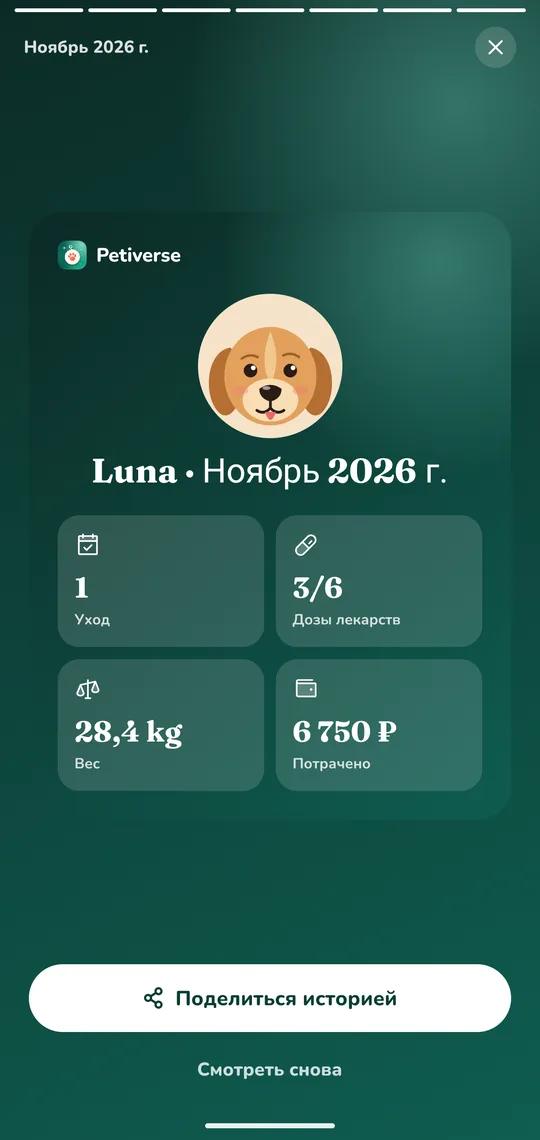 Ноябрь 2026 г.
Petiverse
Luna • Ноябрь 2026 г.
1
Уход
3/6
Дозы лекарств
28,4 kg
Вес
6 750 ₽
Потрачено
Поделиться историей
Смотреть снова